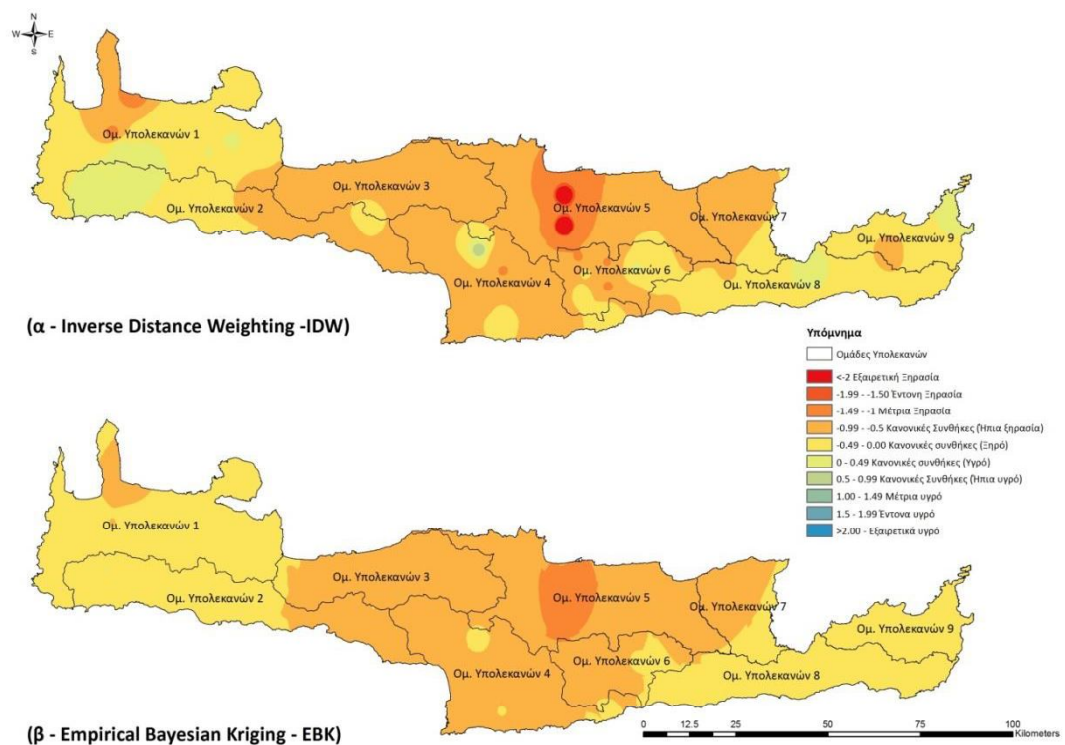 N
W E
S
Ομ. Υπολεκανών 1
Ομ. Υπολεκανών 2
Ομ. Υπολεκανών 3
Ομ. Υπολεκανών 4
Ομ. Υπολεκανών 5
Ομ. Υπολεκανών 6
Ομ. Υπολεκανών 7
Ομ. Υπολεκανών 8
Ομ. Υπολεκανών 9
(α - Inverse Distance Weighting -IDW)
Υπόμνημα
Ομάδες Υπολεκανών
<-2 Εξαιρετική Ξηρασία
-1.99 - -1.50 Έντονη Ξηρασία
-1.49 - -1 Μέτρια Ξηρασία
-0.99 - -0.5 Κανονικές Συνθήκες (Ήπια ξηρασία)
-0.49 - 0.00 Κανονικές συνθήκες (Ξηρό)
0 - 0.49 Κανονικές συνθήκες (Υγρό)
0.5 - 0.99 Κανονικές Συνθήκες (Ήπια υγρό)
1.00 - 1.49 Μέτρια υγρό
1.5 - 1.99 Έντονα υγρό
>2.00 - Εξαιρετικά υγρό
Ομ. Υπολεκανών 1
Ομ. Υπολεκανών 2
Ομ. Υπολεκανών 3
Ομ. Υπολεκανών 4
Ομ. Υπολεκανών 5
Ομ. Υπολεκανών 6
Ομ. Υπολεκανών 7
Ομ. Υπολεκανών 8
Ομ. Υπολεκανών 9
(β - Empirical Bayesian Kriging - EBK)
0 12.5 25 50 75 100
Kilometers